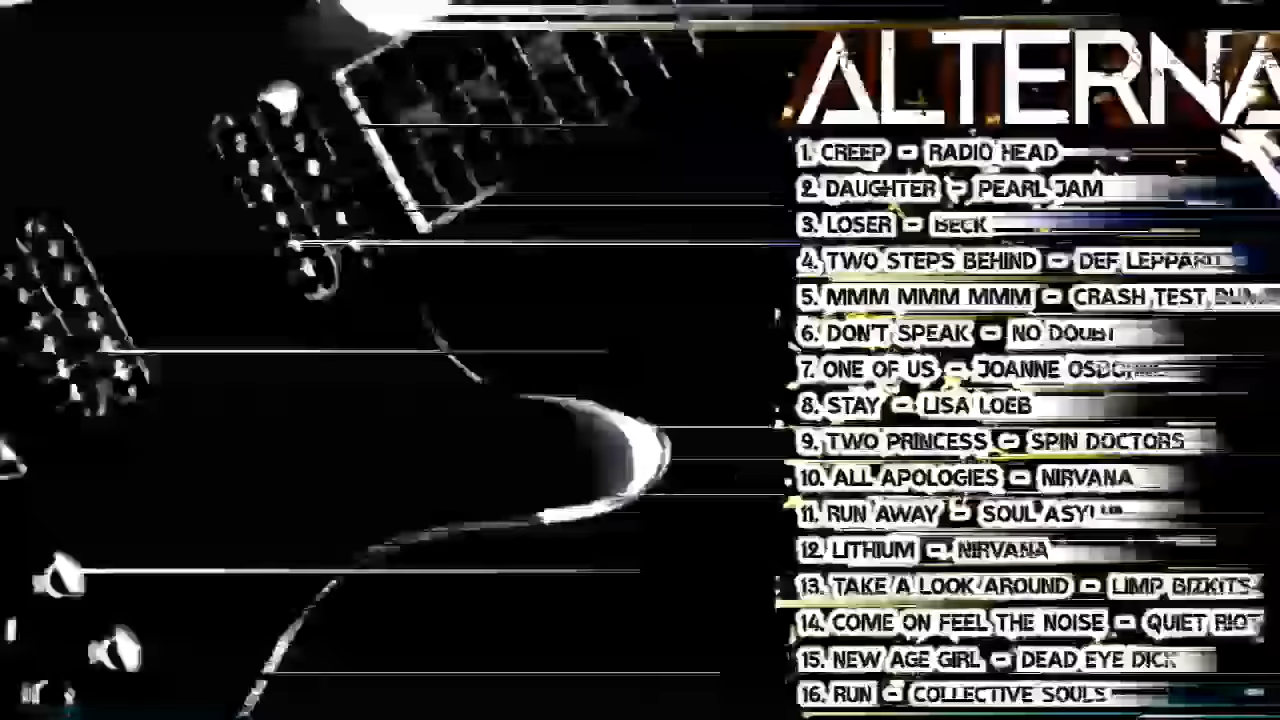 ALTERNA
1. CREEP - RADIO HEAD
2. DAUGHTER - PEARL JAM
3. LOSER - BECK
4. TWO STEPS BEHIND - DEF LEPPARD
5. MMM MMM MMM - CRASH TEST
6. DON'T SPEAK - NO DOUBT
7. ONE OF US - JOANNE
8. STAY - LISA LOEB
9. TWO PRINCESS - SPIN DOCTORS
10. ALL APOLOGIES - NIRVANA
11. RUN AWAY - SOUL
12. LITHIUM - NIRVANA
13. TAKE A LOOK AROUND - LIMP BIZKITS
14. COME ON FEEL THE NOISE - QUIET RIOT
15. NEW AGE GIRL - DEAD EYE DICK
16. RUN - COLLECTIVE SOULS